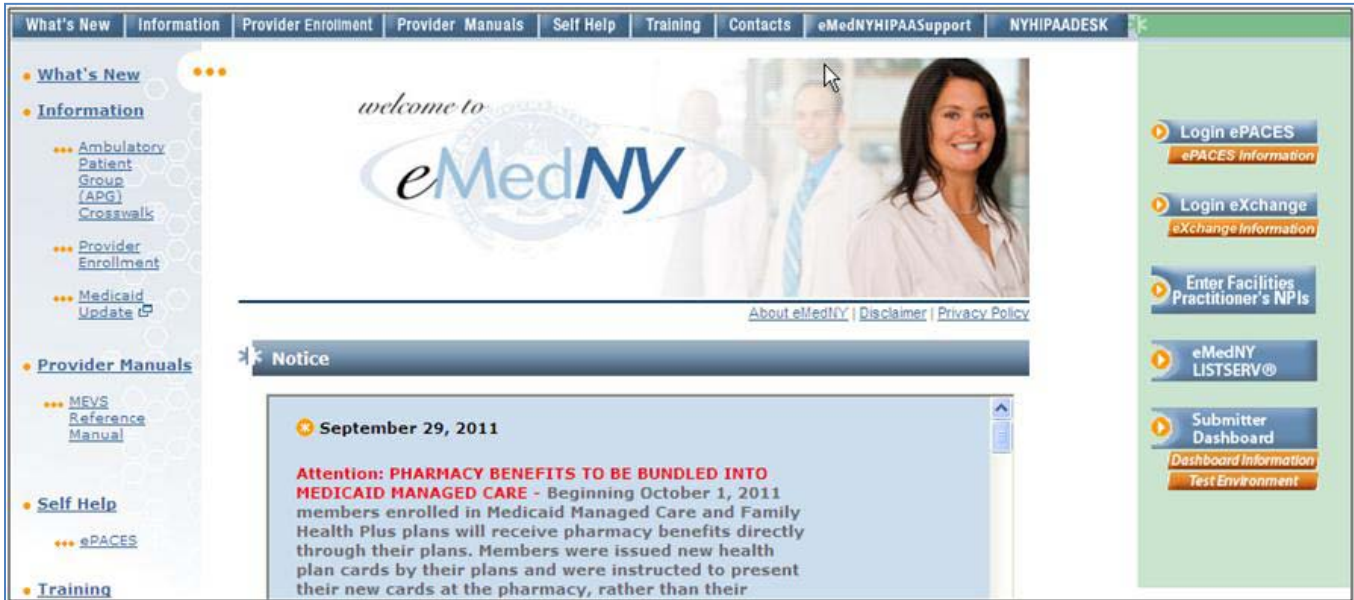 What's New
Information
Provider Enrollment
Provider Manuals
Self Help
Training
Contacts
eMedNYHIPAASupport
NYHIPAADESK
What's New
Information
Ambulatory
Patient
Group
(APG)
Crosswalk
Provider
Enrollment
Medicaid
Update
Provider Manuals
MEVS
Reference
Manual
Self Help
ePACES
Training
welcome to
eMedNY
About eMedNY | Disclaimer | Privacy Policy
Notice
September 29, 2011
Attention: PHARMACY BENEFITS TO BE BUNDLED INTO
MEDICAID MANAGED CARE - Beginning October 1, 2011
members enrolled in Medicaid Managed Care and Family
Health Plus plans will receive pharmacy benefits directly
through their plans. Members were issued new health
plan cards by their plans and were instructed to present
their new cards at the pharmacy, rather than their
Login ePACES
ePACES Information
Login eXchange
eXchange Information
Enter Facilities
Practitioner's NPIs
eMedNY
LISTSERV®
Submitter
Dashboard
Dashboard Information
Test Environment